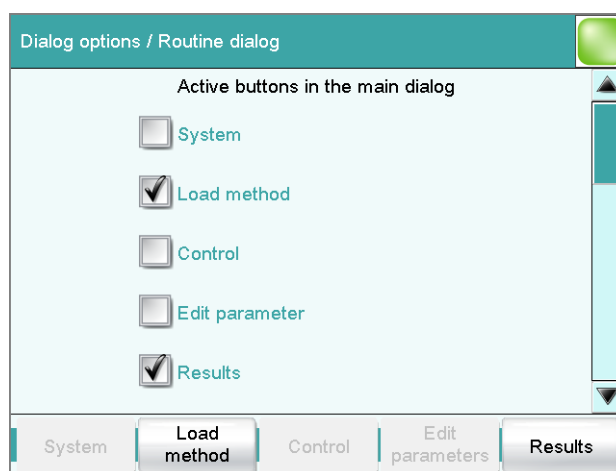 Dialog options / Routine dialog
Active buttons in the main dialog
System
Load method
Control
Edit parameter
Results
System
Load
method
Control
Edit
parameters
Results